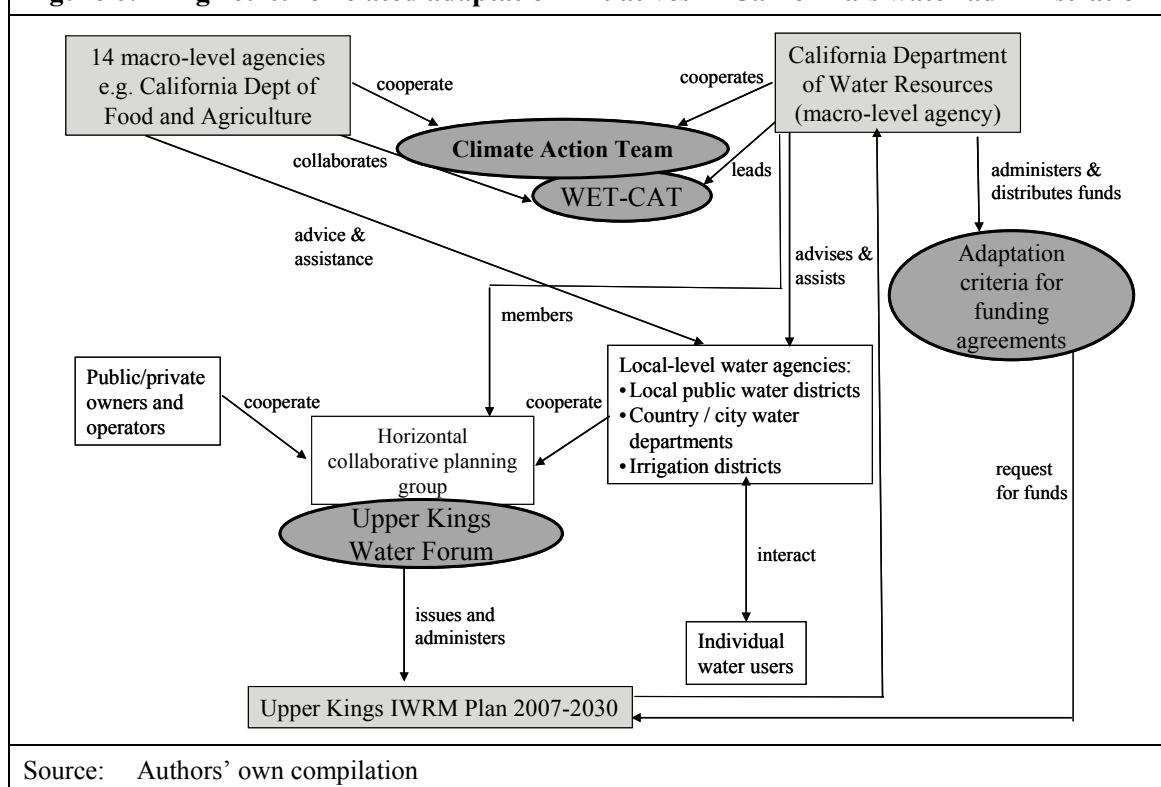 14 macro-level agencies
e.g. California Dept of
Food and Agriculture
cooperate
cooperates
California Department
of Water Resources
(macro-level agency)
Climate Action Team
collaborates
leads
WET-CAT
administers &
distributes funds
advice &
assistance
advises &
assists
Adaptation
criteria for
funding
agreements
members
Public/private
owners and
operators
cooperate
cooperate
Local-level water agencies:
• Local public water districts
• Country / city water
departments
• Irrigation districts
Horizontal
collaborative planning
group
Upper Kings
Water Forum
request
for funds
interact
issues and
administers
Individual
water users
Upper Kings IWRM Plan 2007-2030
Source: Authors' own compilation